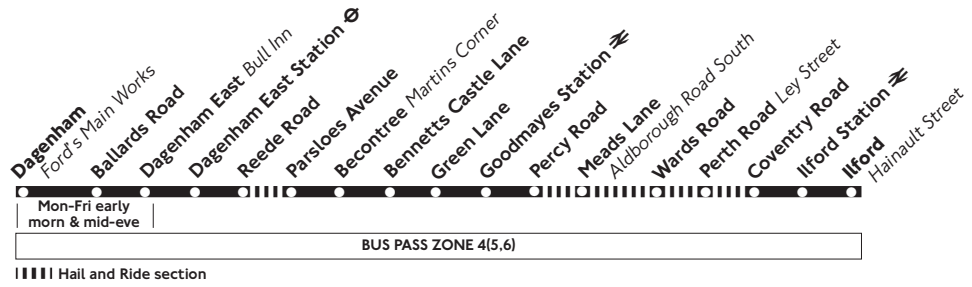 Dagenham
Ford's Main Works
Ballards Road
Dagenham East Bull Inn
Dagenham East Station
Reede Road
Parsloes Avenue
Becontree Martins Corner
Bennetts Castle Lane
Green Lane
Goodmayes Station
Percy Road
Meads Lane
Aldborough Road South
Wards Road
Perth Road Ley Street
Coventry Road
Ilford Station
Ilford
Hainault Street
Mon-Fri early
morn & mid-eve
BUS PASS ZONE 4(5,6)
Hail and Ride section